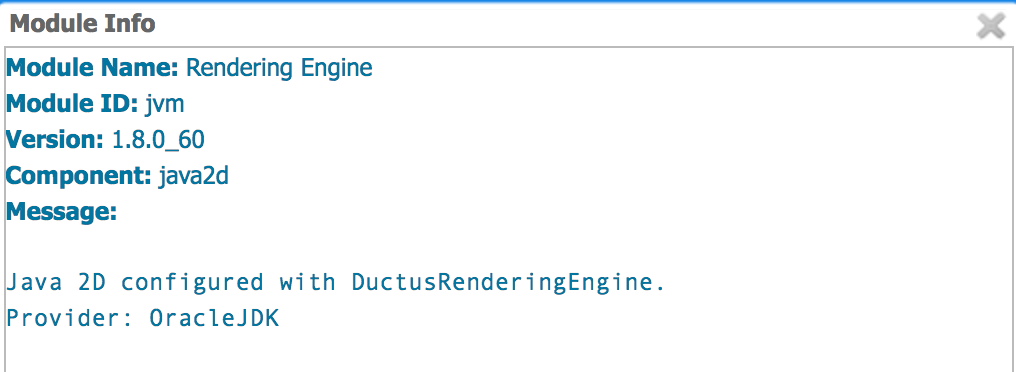 Module Info
Module Name: Rendering Engine
Module ID: jvm
Version: 1.8.0_60
Component: java2d
Message:
Java 2D configured with DuctusRenderingEngine.
Provider: OracleJDK